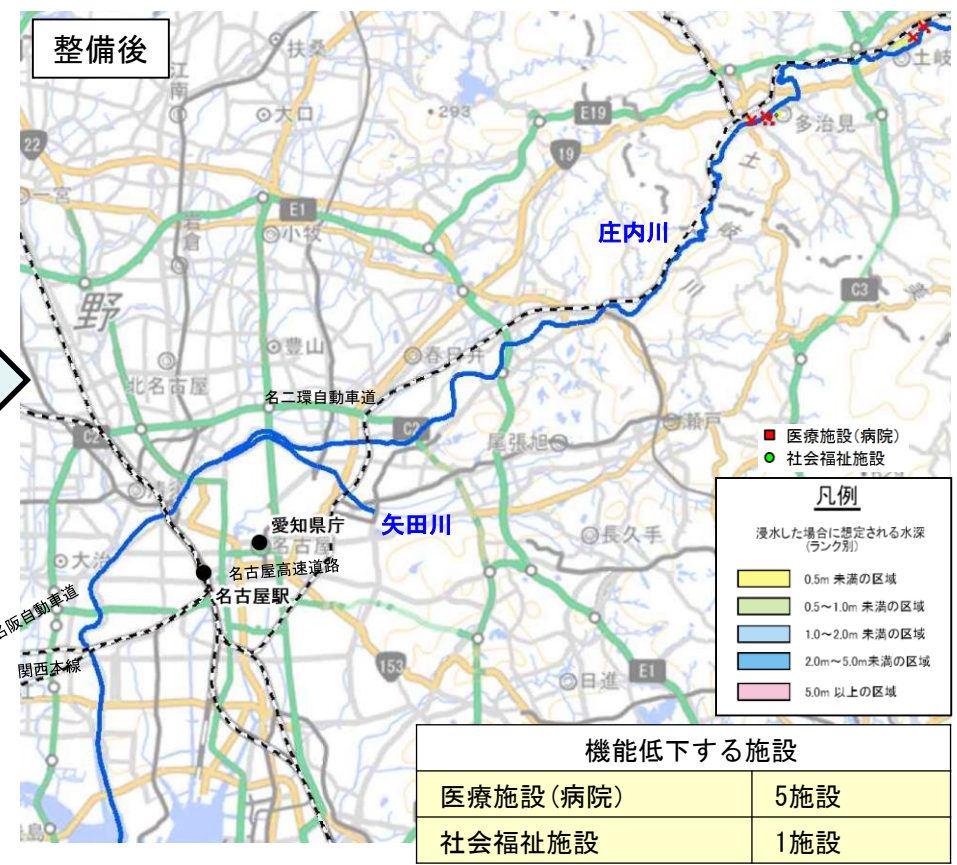 整備後
扶桑
江南
大口
・293
E19
土岐
多治見
22
19
土
一宮
岩倉
E1
小牧
庄内川
岐
川
C3
美
野
豊山
春日井
北名古屋
名二環自動車道
C2
C2
尾張旭
瀬戸
医療施設(病院)
社会福祉施設
清須
矢田川
愛知県庁
名古屋
長久手
大治
名古屋高速道路
名古屋駅
名阪自動車道
関西本線
153
日進
E1
凡例
浸水した場合に想定される水深
(ランク別)
0.5m 未満の区域
0.5～1.0m 未満の区域
1.0～2.0m 未満の区域
2.0m～5.0m未満の区域
5.0m 以上の区域
機能低下する施設
医療施設(病院) 5施設
社会福祉施設 1施設